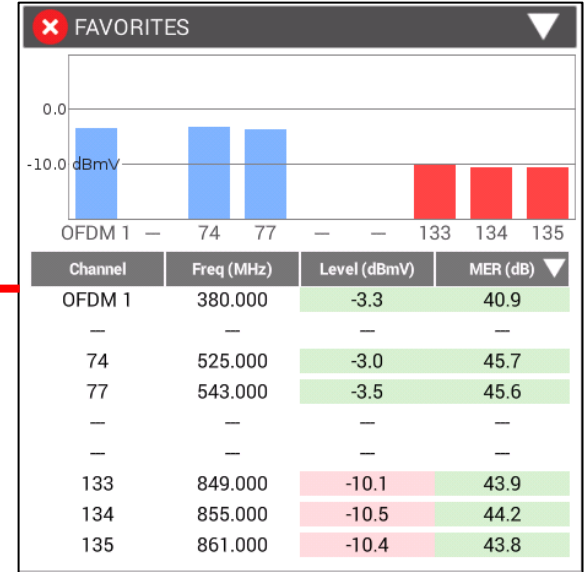 FAVORITES
0.0
-10.0 dBmV
OFDM 1 — 74 77 — — 133 134 135
Channel Freq (MHz) Level (dBmV) MER (dB)
OFDM 1 380.000 -3.3 40.9
— — — —
74 525.000 -3.0 45.7
77 543.000 -3.5 45.6
— — — —
— — — —
133 849.000 -10.1 43.9
134 855.000 -10.5 44.2
135 861.000 -10.4 43.8